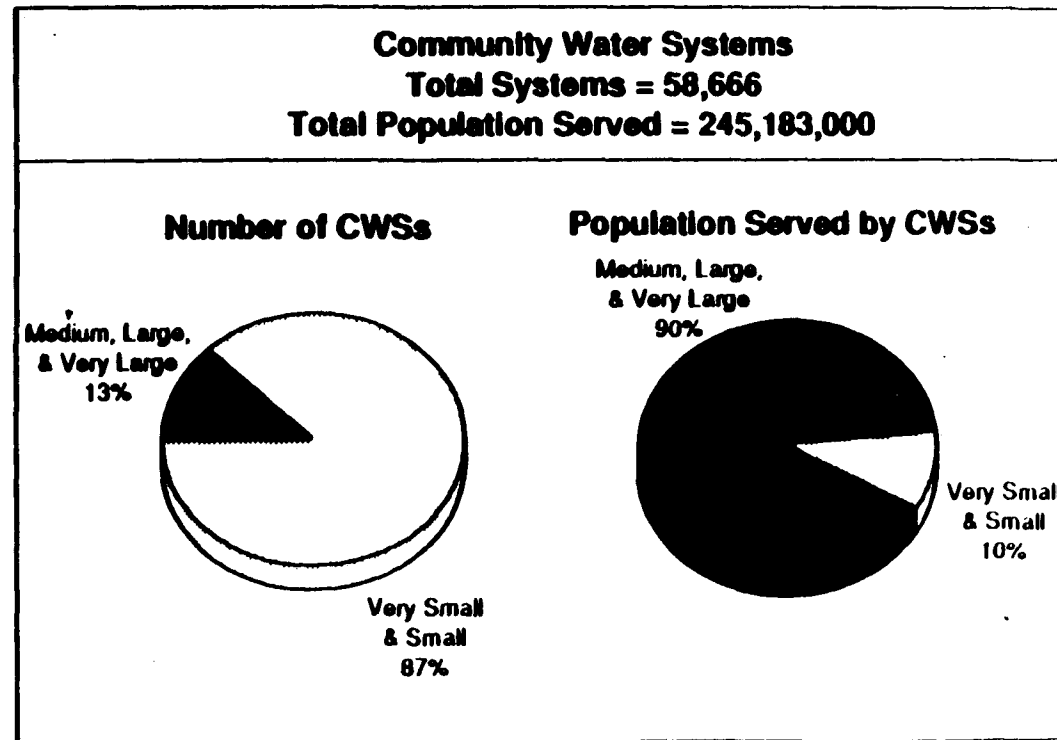 Community Water Systems
Total Systems = 58,666
Total Population Served = 245,183,000
Number of CWSs
Medium, Large,
& Very Large
13%
Very Small
& Small
87%
Population Served by CWSs
Medium, Large,
& Very Large
90%
Very Small
& Small
10%